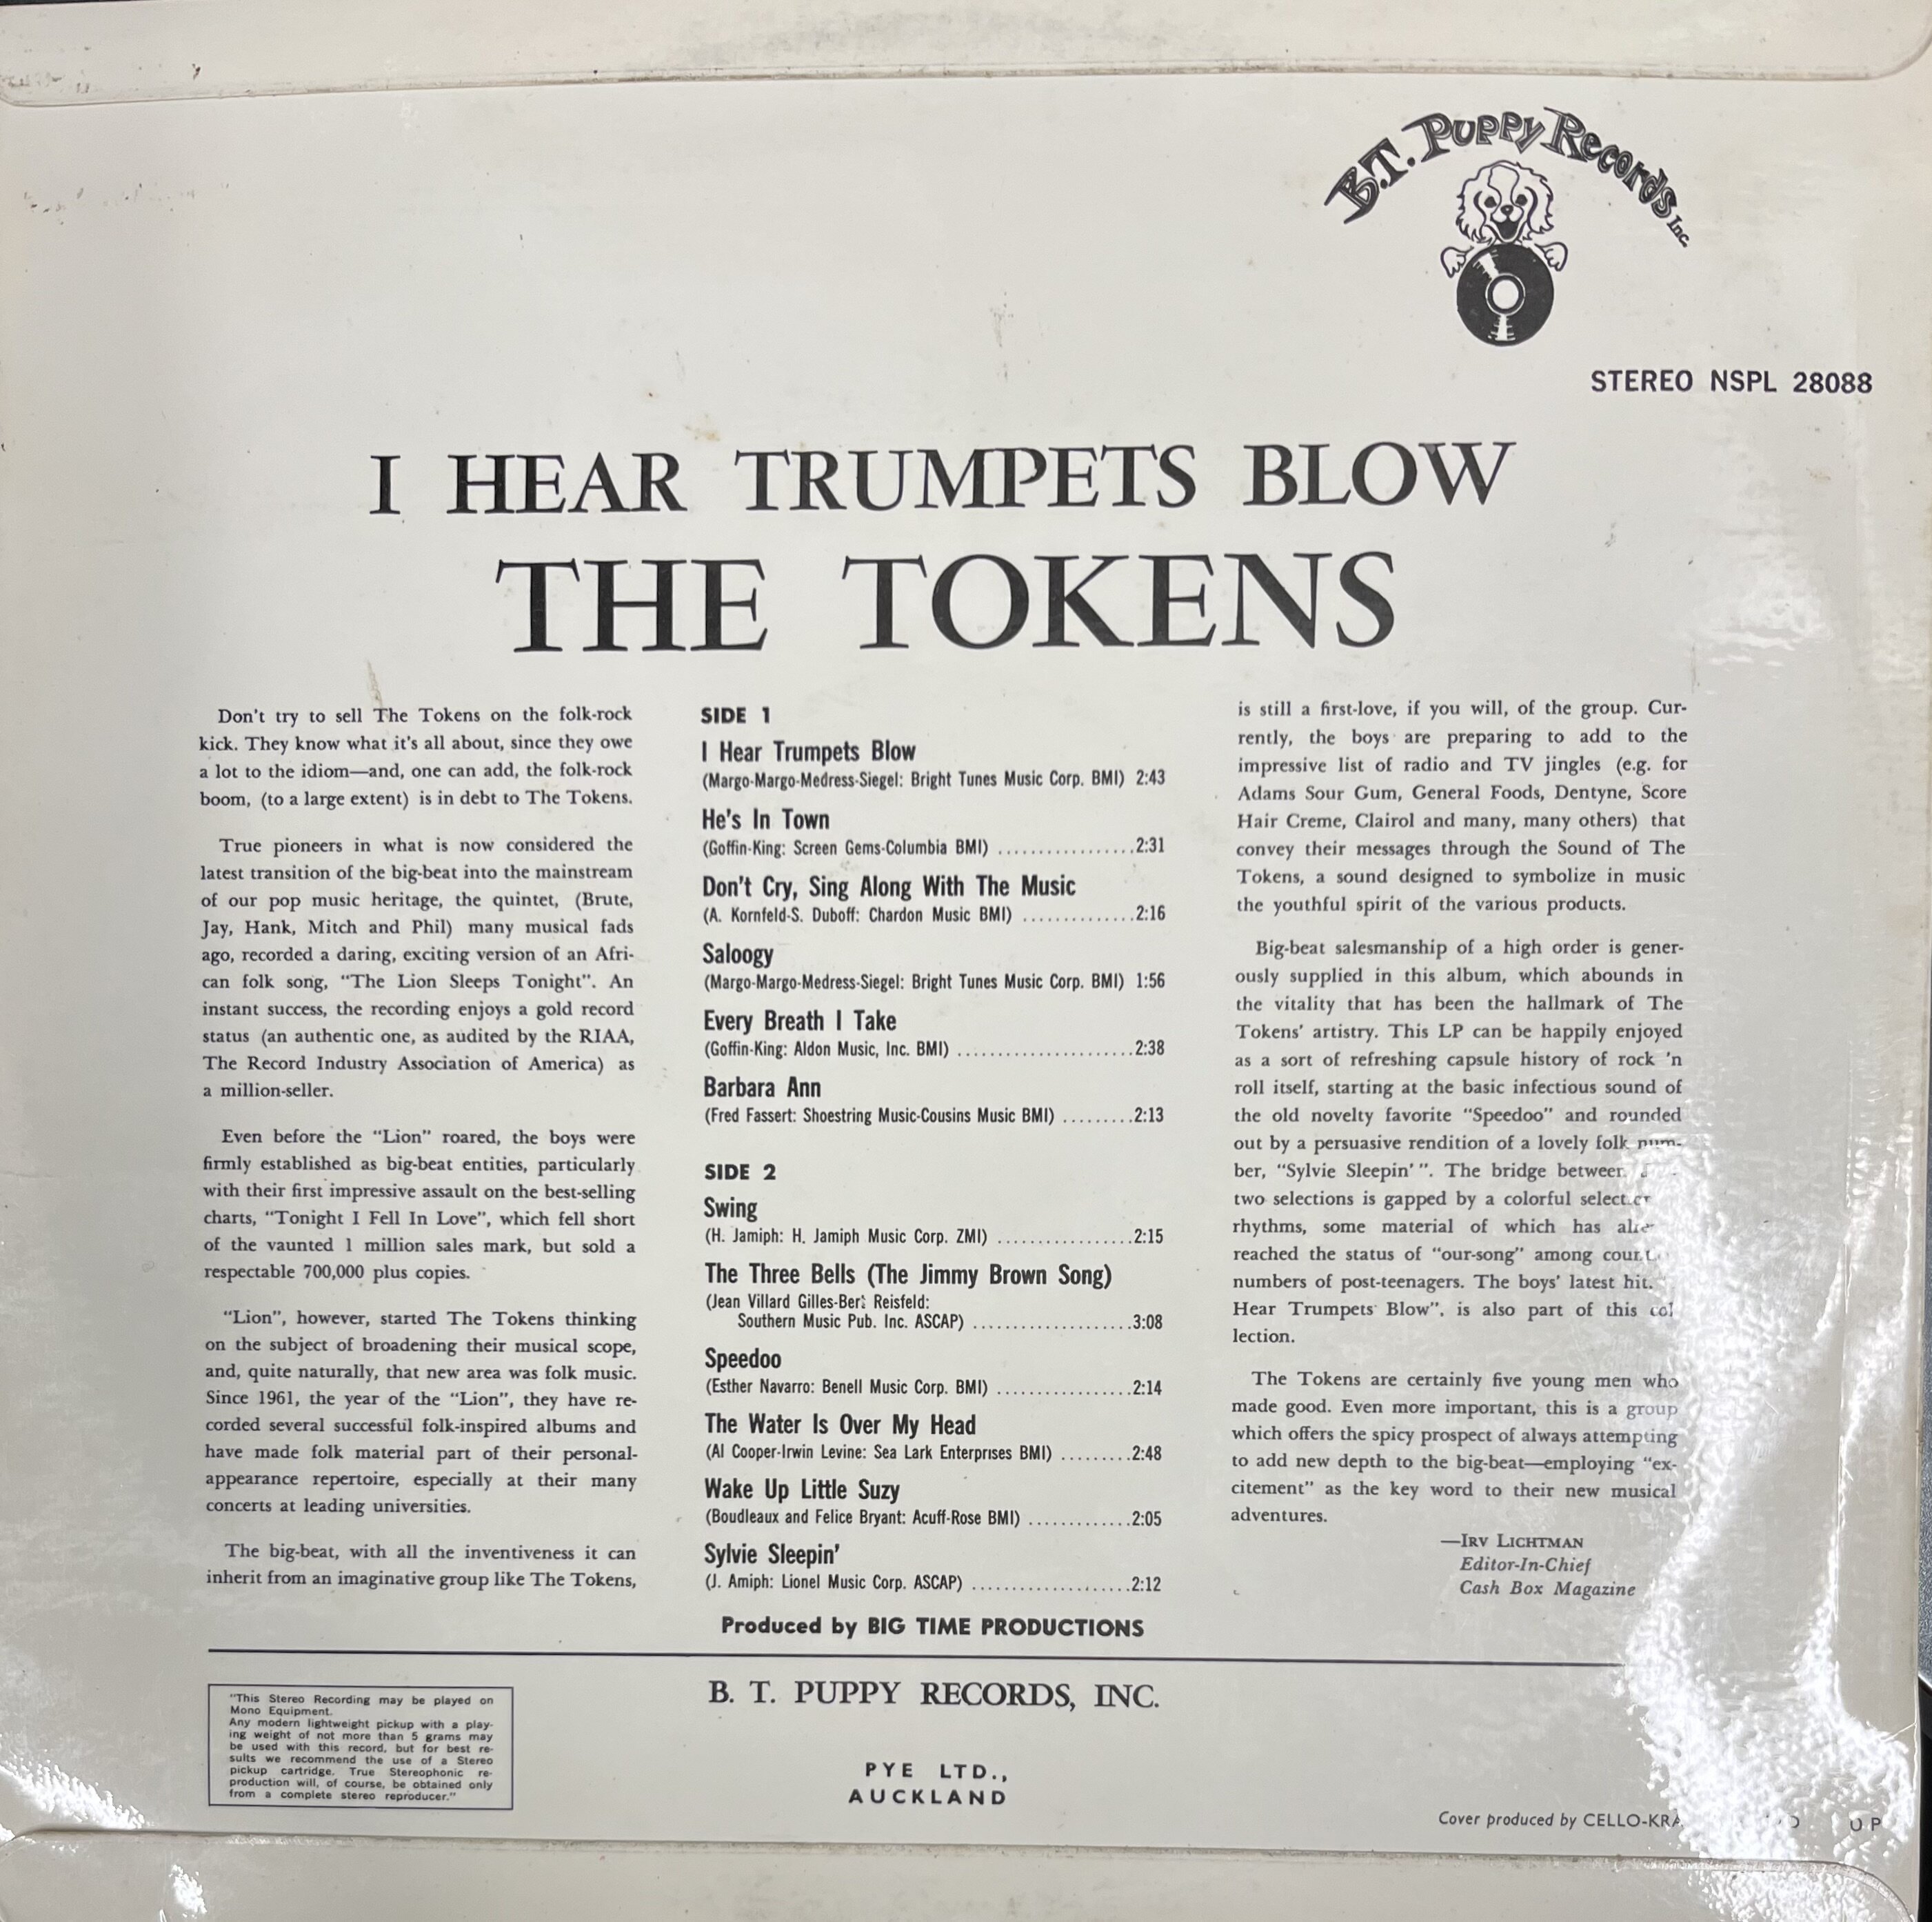 B.T. Puppy Records Inc.
STEREO NSPL 28088
I HEAR TRUMPETS BLOW
THE TOKENS
Don't try to sell The Tokens on the folk-rock
kick. They know what it's all about, since they owe
a lot to the idiom—and, one can add, the folk-rock
boom, (to a large extent) is in debt to The Tokens.
True pioneers in what is now considered the
latest transition of the big-beat into the mainstream
of our pop music heritage, the quintet, (Brute,
Jay, Hank, Mitch and Phil) many musical fads
ago, recorded a daring, exciting version of an Afri-
can folk song, "The Lion Sleeps Tonight". An
instant success, the recording enjoys a gold record
status (an authentic one, as audited by the RIAA,
The Record Industry Association of America) as
a million-seller.
Even before the "Lion" roared, the boys were
firmly established as big-beat entities, particularly
with their first impressive assault on the best-selling
charts, "Tonight I Fell In Love", which fell short
of the vaunted 1 million sales mark, but sold a
respectable 700,000 plus copies.
"Lion", however, started The Tokens thinking
on the subject of broadening their musical scope,
and, quite naturally, that new area was folk music.
Since 1961, the year of the "Lion", they have re-
corded several successful folk-inspired albums and
have made folk material part of their personal-
appearance repertoire, especially at their many
concerts at leading universities.
The big-beat, with all the inventiveness it can
inherit from an imaginative group like The Tokens,
SIDE 1
I Hear Trumpets Blow
(Margo-Margo-Medress-Siegel: Bright Tunes Music Corp. BMI) 2:43
He's In Town
(Goffin-King: Screen Gems-Columbia BMI) .................2:31
Don't Cry, Sing Along With The Music
(A. Kornfeld-S. Duboff: Chardon Music BMI) ..............2:16
Saloogy
(Margo-Margo-Medress-Siegel: Bright Tunes Music Corp. BMI) 1:56
Every Breath I Take
(Goffin-King: Aldon Music, Inc. BMI) ......................2:38
Barbara Ann
(Fred Fassert: Shoestring Music-Cousins Music BMI) .........2:13
SIDE 2
Swing
(H. Jamiph: H. Jamiph Music Corp. ZMI) .................2:15
The Three Bells (The Jimmy Brown Song)
(Jean Villard Gilles-Bert Reisfeld:
Southern Music Pub. Inc. ASCAP) ....................3:08
Speedoo
(Esther Navarro: Benell Music Corp. BMI) .................2:14
The Water Is Over My Head
(Al Cooper-Irwin Levine: Sea Lark Enterprises BMI) .........2:48
Wake Up Little Suzy
(Boudleaux and Felice Bryant: Acuff-Rose BMI) .............2:05
Sylvie Sleepin'
(J. Amiph: Lionel Music Corp. ASCAP) ....................2:12
Produced by BIG TIME PRODUCTIONS
is still a first-love, if you will, of the group. Cur-
rently, the boys are preparing to add to the
impressive list of radio and TV jingles (e.g. for
Adams Sour Gum, General Foods, Dentyne, Score
Hair Creme, Clairol and many, many others) that
convey their messages through the Sound of The
Tokens, a sound designed to symbolize in music
the youthful spirit of the various products.
Big-beat salesmanship of a high order is gener-
ously supplied in this album, which abounds in
the vitality that has been the hallmark of The
Tokens' artistry. This LP can be happily enjoyed
as a sort of refreshing capsule history of rock 'n
roll itself, starting at the basic infectious sound of
the old novelty favorite "Speedoo" and rounded
out by a persuasive rendition of a lovely folk num-
ber, "Sylvie Sleepin' ". The bridge between
two selections is gapped by a colorful
rhythms, some material of which has
reached the status of "our-song" among
numbers of post-teenagers. The boys' latest hit,
Hear Trumpets Blow", is also part of this col
lection.
The Tokens are certainly five young men who
made good. Even more important, this is a group
which offers the spicy prospect of always attempting
to add new depth to the big-beat—employing "ex-
citement" as the key word to their new musical
adventures.
—IRV LICHTMAN
Editor-In-Chief
Cash Box Magazine
"This Stereo Recording may be played on
Mono Equipment.
Any modern lightweight pickup with a play-
ing weight of not more than 5 grams may
be used with this record, but for best re-
sults we recommend the use of a Stereo
pickup cartridge. True Stereophonic re-
production will, of course, be obtained only
from a complete stereo reproducer."
B. T. PUPPY RECORDS, INC.
PYE LTD.,
AUCKLAND
Cover produced by